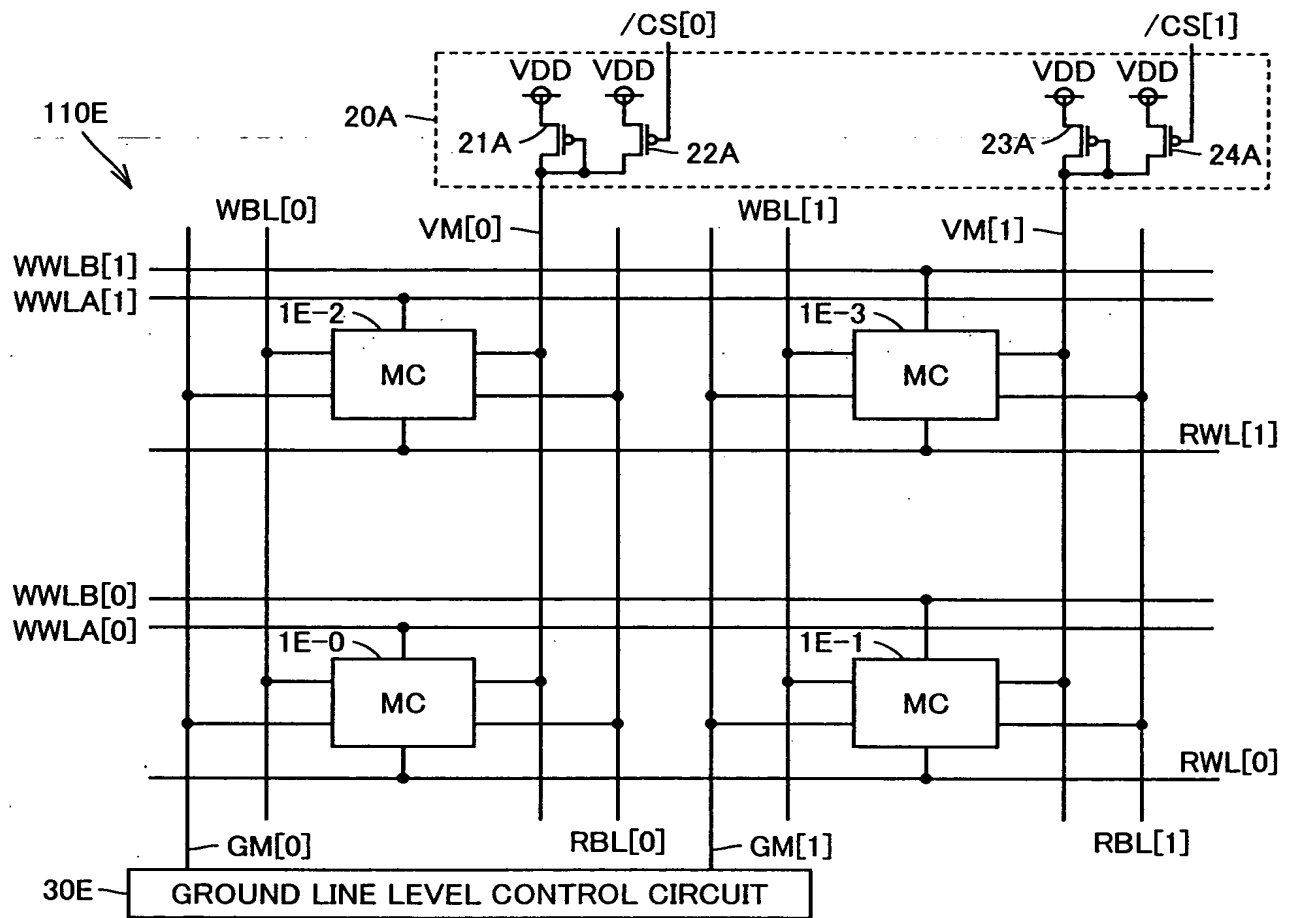 /CS[0] /CS[1]
VDD VDD VDD VDD
110E
20A
21A 22A 23A 24A
WBL[0] VM[0] WBL[1] VM[1]
WWLB[1]
WWLA[1]
1E-2 1E-3
MC MC
RWL[1]
WWLB[0]
WWLA[0]
1E-0 1E-1
MC MC
RWL[0]
GM[0] RBL[0] GM[1] RBL[1]
30E GROUND LINE LEVEL CONTROL CIRCUIT